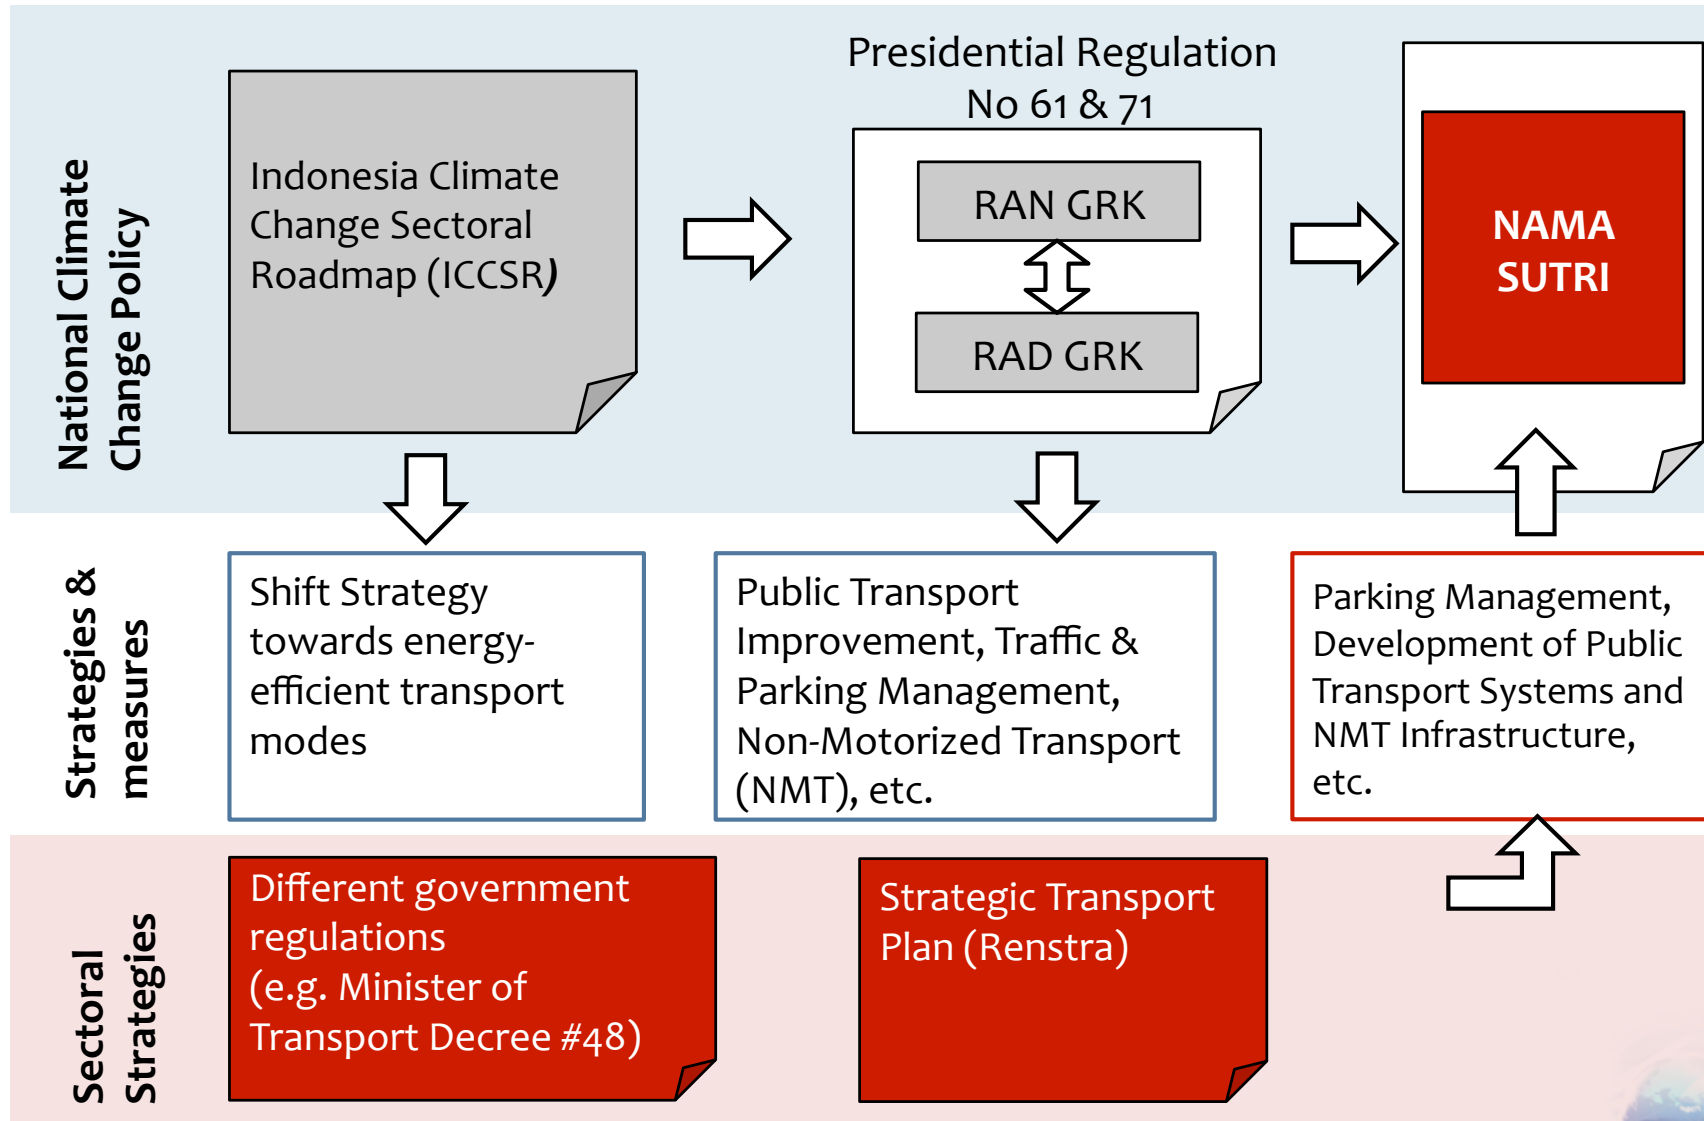 National Climate
Change Policy
Indonesia Climate
Change Sectoral
Roadmap (ICCSR)
Presidential Regulation
No 61 & 71
RAN GRK
RAD GRK
NAMA
SUTRI
Strategies &
measures
Shift Strategy
towards energy-
efficient transport
modes
Public Transport
Improvement, Traffic &
Parking Management,
Non-Motorized Transport
(NMT), etc.
Parking Management,
Development of Public
Transport Systems and
NMT Infrastructure,
etc.
Sectoral
Strategies
Different government
regulations
(e.g. Minister of
Transport Decree #48)
Strategic Transport
Plan (Renstra)